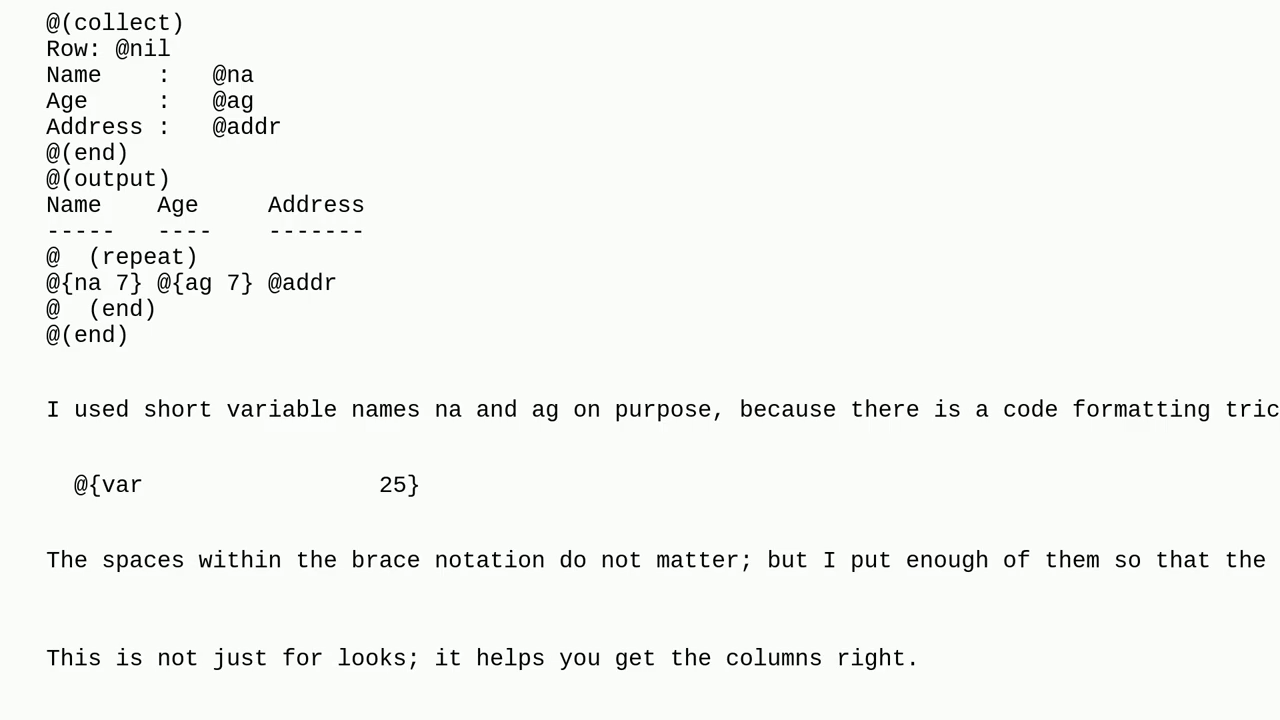 @(collect)
Row: @nil
Name    :   @na
Age     :   @ag
Address :   @addr
@(end)
@(output)
Name    Age     Address
-----   ----    -------
@  (repeat)
@{na 7} @{ag 7} @addr
@  (end)
@(end)
I used short variable names na and ag on purpose, because there is a code formatting tric
@{var                 25}
The spaces within the brace notation do not matter; but I put enough of them so that the
This is not just for looks; it helps you get the columns right.